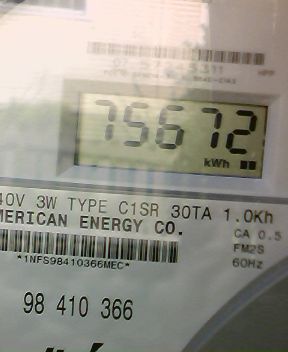 75672
kWh
40V 3W TYPE C1SR 30TA 1.0Kh
MERICAN ENERGY CO.
CA 0.5
FM2S
60Hz
*1NFS98410366MEC*
98 410 366